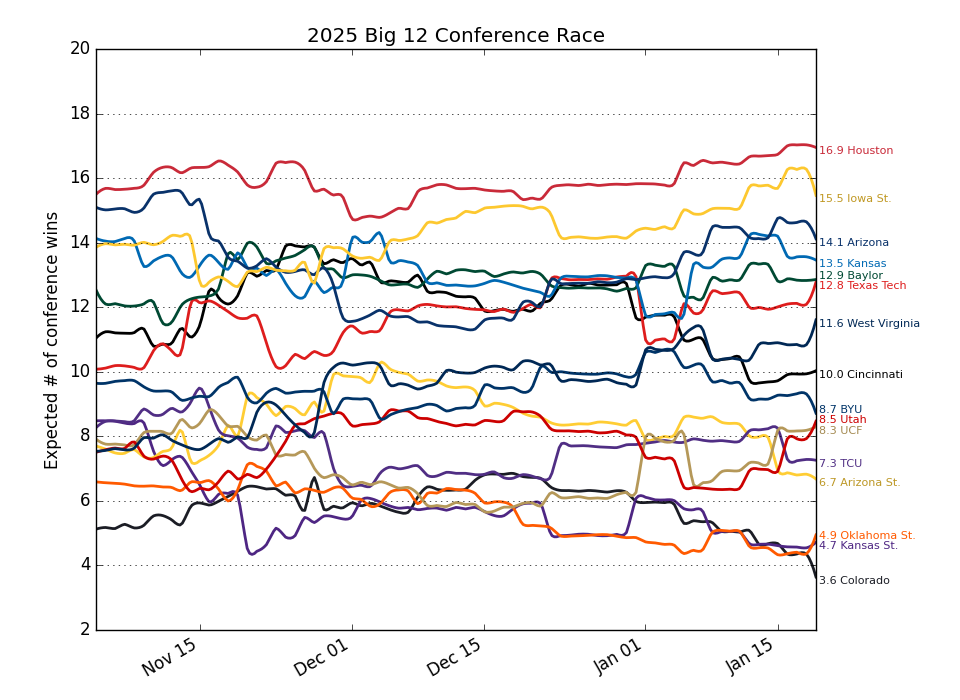 2025 Big 12 Conference Race
Expected # of conference wins
20
18
16
14
12
10
8
6
4
2
16.9 Houston
15.5 Iowa St.
14.1 Arizona
13.5 Kansas
12.9 Baylor
12.8 Texas Tech
11.6 West Virginia
10.0 Cincinnati
8.7 BYU
8.5 Utah
8.3 UCF
7.3 TCU
6.7 Arizona St.
4.9 Oklahoma St.
4.7 Kansas St.
3.6 Colorado
Nov 15
Dec 01
Dec 15
Jan 01
Jan 15